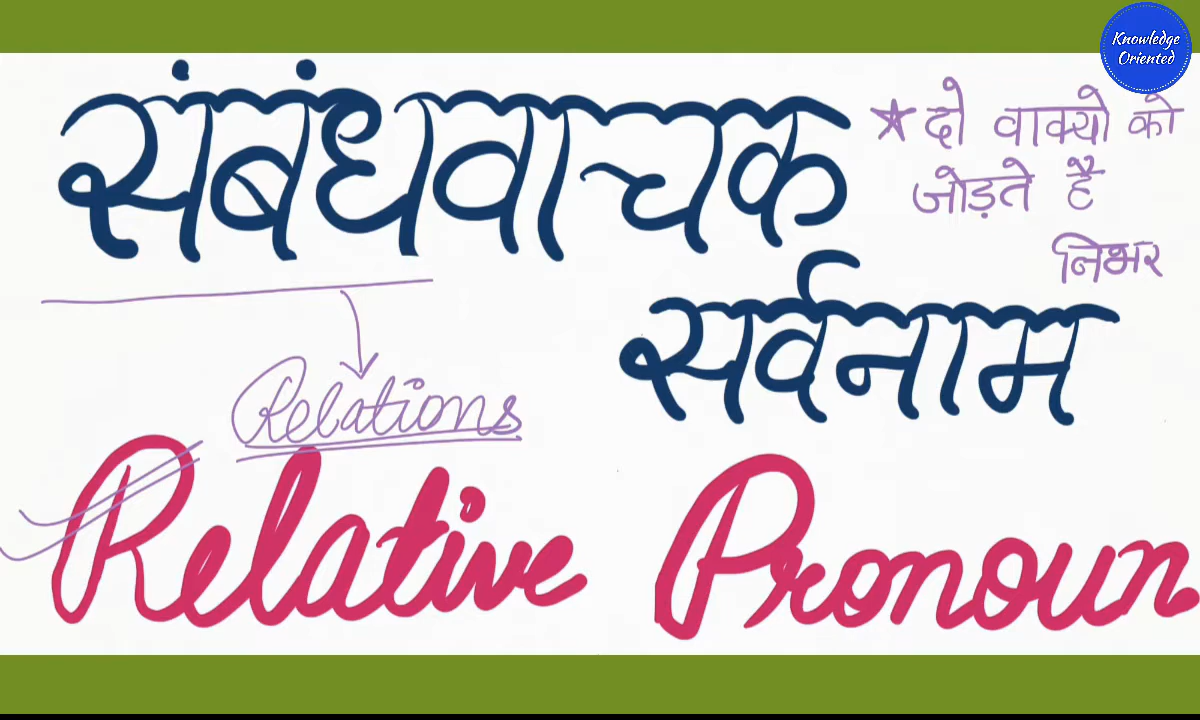 Knowledge
Oriented
संबंधवाचक
★ दो वाक्यो को
जोड़ते है
निभर
सर्वनाम
Relations
Relative Pronoun